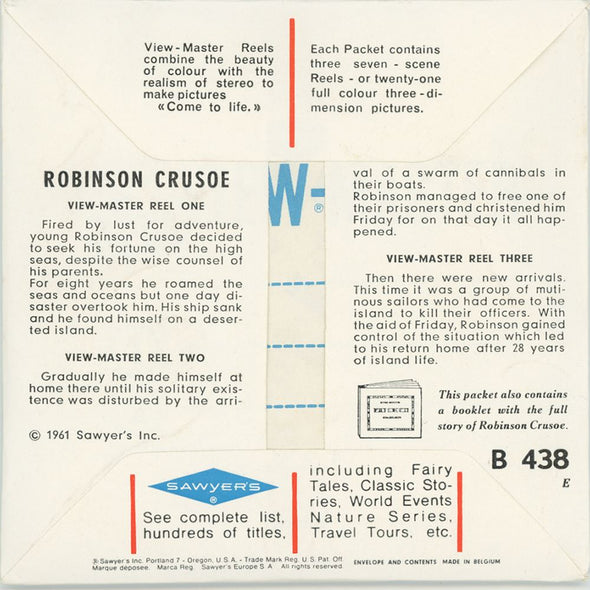 View-Master Reels
combine the beauty
of colour with the
realism of stereo to
make pictures
«Come to life.»
Each Packet contains
three seven - scene
Reels - or twenty-one
full colour three - di-
mension pictures.
ROBINSON CRUSOE
VIEW-MASTER REEL ONE
Fired by lust for adventure,
young Robinson Crusoe decided
to seek his fortune on the high
seas, despite the wise counsel of
his parents.
For eight years he roamed the
seas and oceans but one day di-
saster overtook him. His ship sank
and he found himself on a deser-
ted island.
VIEW-MASTER REEL TWO
Gradually he made himself at
home there until his solitary exis-
tence was disturbed by the arri-
© 1961 Sawyer's Inc.
W-
®
val of a swarm of cannibals in
their boats.
Robinson managed to free one of
their prisoners and christened him
Friday for on that day it all hap-
pened.
VIEW-MASTER REEL THREE
Then there were new arrivals.
This time it was a group of muti-
nous sailors who had come to the
island to kill their officers. With
the aid of Friday, Robinson gained
control of the situation which led
to his return home after 28 years
of island life.
This packet also contains
a booklet with the full
story of Robinson Crusoe.
B 438
E
SAWYER'S
®
See complete list,
hundreds of titles,
including Fairy
Tales, Classic Sto-
ries, World Events
Nature Series,
Travel Tours, etc.
® Sawyer's Inc. Portland 7 - Oregon, U.S.A. - Trade Mark Reg. U.S. Pat. Off.
Marque déposée. Marca Reg Sawyer's Europe S A All rights reserved
ENVELOPE AND CONTENTS MADE IN BELGIUM